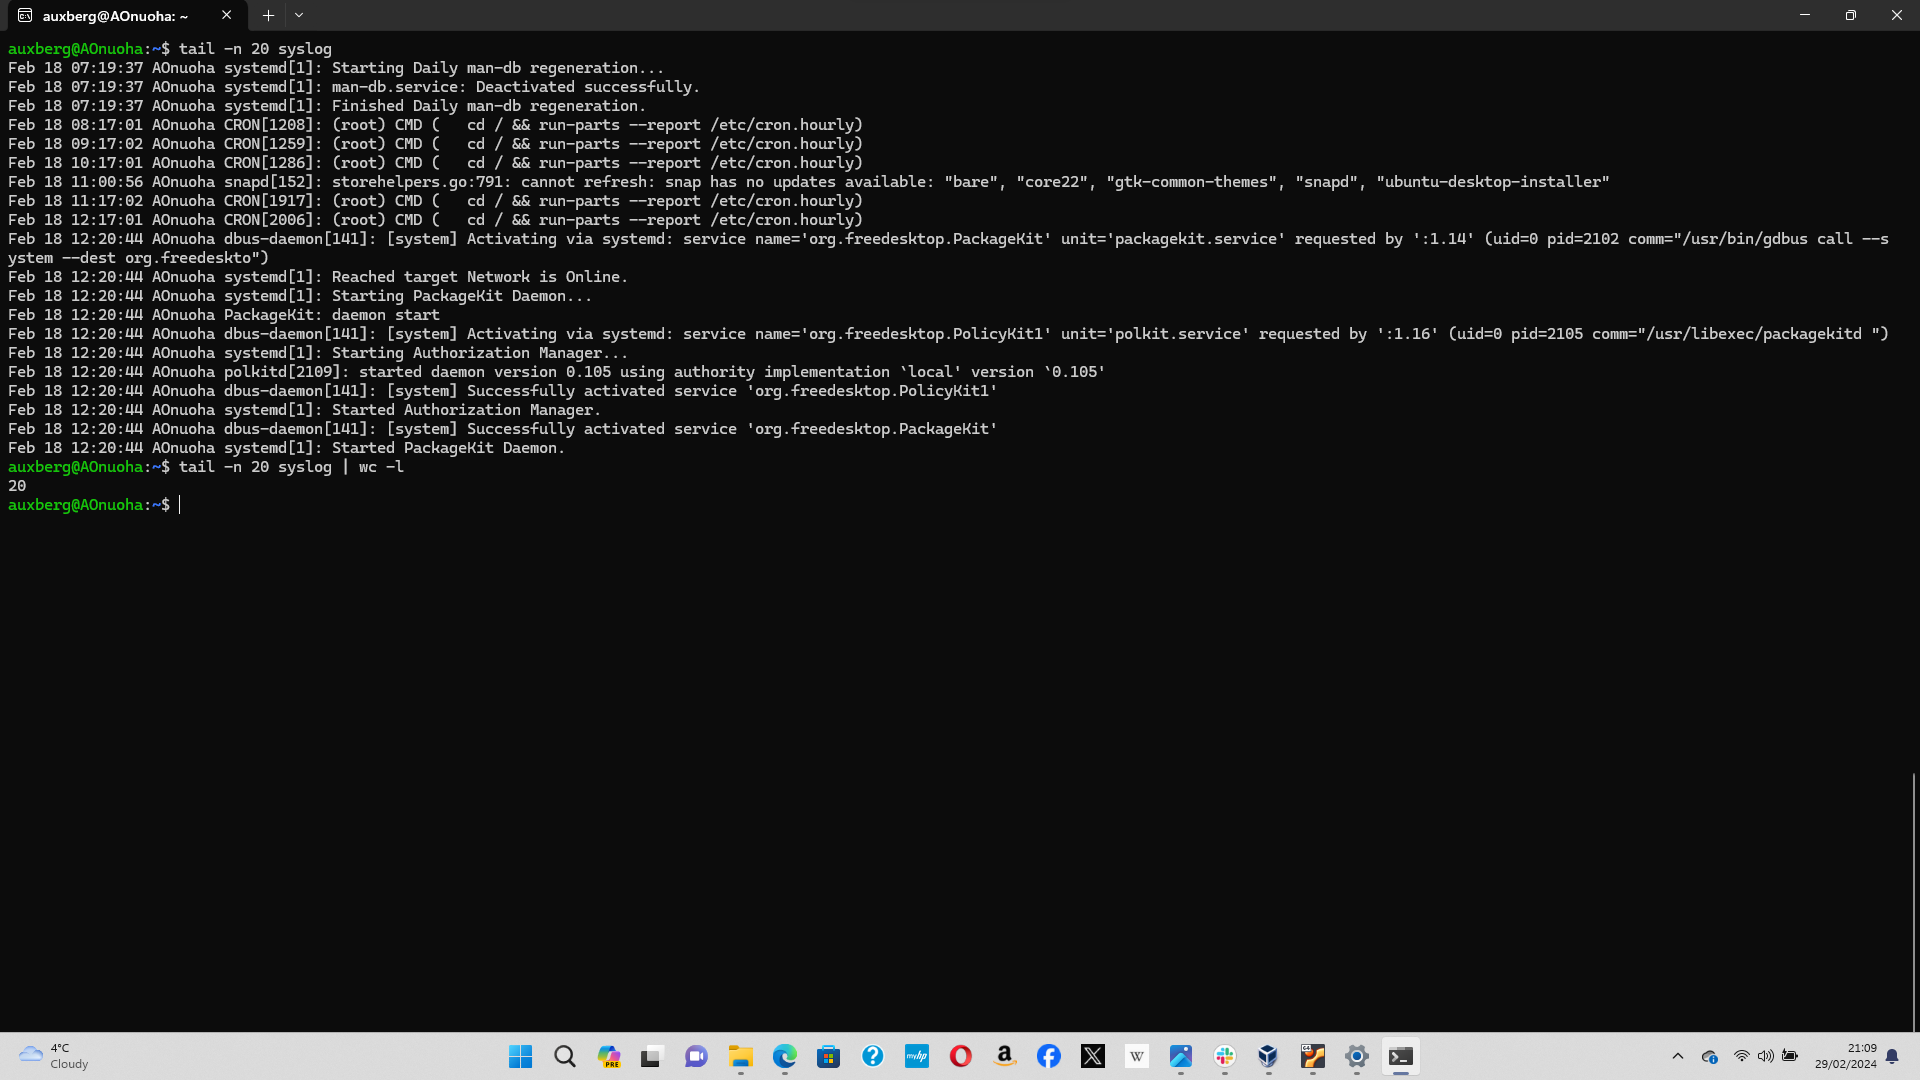 auxberg@AOnuoha: ~
auxberg@AOnuoha:~$ tail -n 20 syslog
Feb 18 07:19:37 AOnuoha systemd[1]: Starting Daily man-db regeneration...
Feb 18 07:19:37 AOnuoha systemd[1]: man-db.service: Deactivated successfully.
Feb 18 07:19:37 AOnuoha systemd[1]: Finished Daily man-db regeneration.
Feb 18 08:17:01 AOnuoha CRON[1208]: (root) CMD (   cd / && run-parts --report /etc/cron.hourly)
Feb 18 09:17:02 AOnuoha CRON[1259]: (root) CMD (   cd / && run-parts --report /etc/cron.hourly)
Feb 18 10:17:01 AOnuoha CRON[1286]: (root) CMD (   cd / && run-parts --report /etc/cron.hourly)
Feb 18 11:00:56 AOnuoha snapd[152]: storehelpers.go:791: cannot refresh: snap has no updates available: "bare", "core22", "gtk-common-themes", "snapd", "ubuntu-desktop-installer"
Feb 18 11:17:02 AOnuoha CRON[1917]: (root) CMD (   cd / && run-parts --report /etc/cron.hourly)
Feb 18 12:17:01 AOnuoha CRON[2006]: (root) CMD (   cd / && run-parts --report /etc/cron.hourly)
Feb 18 12:20:44 AOnuoha dbus-daemon[141]: [system] Activating via systemd: service name='org.freedesktop.PackageKit' unit='packagekit.service' requested by ':1.14' (uid=0 pid=2102 comm="/usr/bin/gdbus call --s
ystem --dest org.freedeskto")
Feb 18 12:20:44 AOnuoha systemd[1]: Reached target Network is Online.
Feb 18 12:20:44 AOnuoha systemd[1]: Starting PackageKit Daemon...
Feb 18 12:20:44 AOnuoha PackageKit: daemon start
Feb 18 12:20:44 AOnuoha dbus-daemon[141]: [system] Activating via systemd: service name='org.freedesktop.PolicyKit1' unit='polkit.service' requested by ':1.16' (uid=0 pid=2105 comm="/usr/libexec/packagekitd ")
Feb 18 12:20:44 AOnuoha systemd[1]: Starting Authorization Manager...
Feb 18 12:20:44 AOnuoha polkitd[2109]: started daemon version 0.105 using authority implementation `local' version `0.105'
Feb 18 12:20:44 AOnuoha dbus-daemon[141]: [system] Successfully activated service 'org.freedesktop.PolicyKit1'
Feb 18 12:20:44 AOnuoha systemd[1]: Started Authorization Manager.
Feb 18 12:20:44 AOnuoha dbus-daemon[141]: [system] Successfully activated service 'org.freedesktop.PackageKit'
Feb 18 12:20:44 AOnuoha systemd[1]: Started PackageKit Daemon.
auxberg@AOnuoha:~$ tail -n 20 syslog | wc -l
20
auxberg@AOnuoha:~$
4°C
Cloudy
PRE
myhp
W
64
21:09
29/02/2024